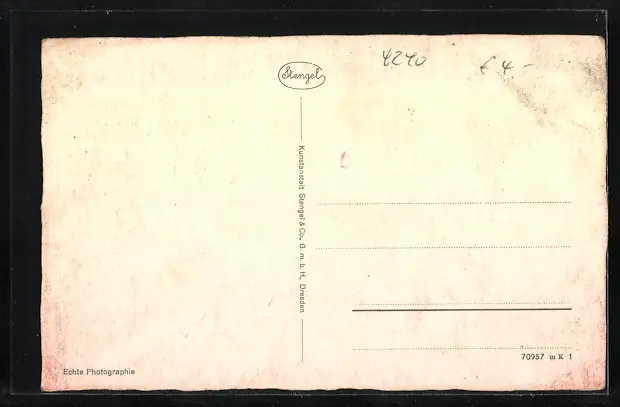 Stengel
4240
€ 4,-
Kunstanstalt Stengel & Co., G. m. b. H., Dresden
70957 m K 1
Echte Photographie